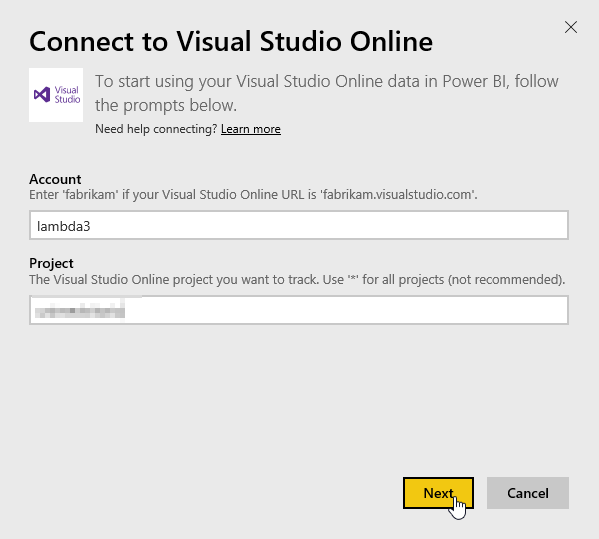 Connect to Visual Studio Online
Visual
Studio
To start using your Visual Studio Online data in Power BI, follow
the prompts below.
Need help connecting? Learn more
Account
Enter 'fabrikam' if your Visual Studio Online URL is 'fabrikam.visualstudio.com'.
lambda3
Project
The Visual Studio Online project you want to track. Use '*' for all projects (not recommended).
Next
Cancel